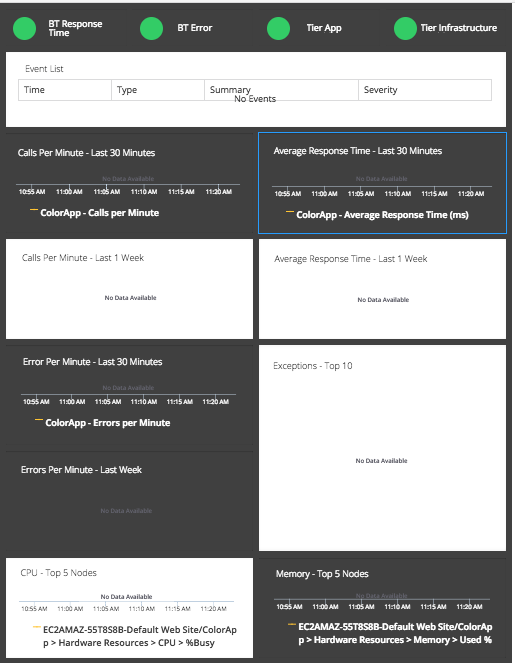 BT Response
Time
BT Error
Tier App
Tier Infrastructure
Event List
Time Type Summary Severity
No Events
Calls Per Minute - Last 30 Minutes
No Data Available
10:55 AM 11:00 AM 11:05 AM 11:10 AM 11:15 AM 11:20 AM
ColorApp - Calls per Minute
Average Response Time - Last 30 Minutes
No Data Available
10:55 AM 11:00 AM 11:05 AM 11:10 AM 11:15 AM 11:20 AM
ColorApp - Average Response Time (ms)
Calls Per Minute - Last 1 Week
No Data Available
Average Response Time - Last 1 Week
No Data Available
Error Per Minute - Last 30 Minutes
No Data Available
10:55 AM 11:00 AM 11:05 AM 11:10 AM 11:15 AM 11:20 AM
ColorApp - Errors per Minute
Exceptions - Top 10
No Data Available
Errors Per Minute - Last Week
No Data Available
CPU - Top 5 Nodes
No Data Available
10:55 AM 11:00 AM 11:05 AM 11:10 AM 11:15 AM 11:20 AM
EC2AMAZ-55T8S8B-Default Web Site/ColorAp
p > Hardware Resources > CPU > %Busy
Memory - Top 5 Nodes
No Data Available
10:55 AM 11:00 AM 11:05 AM 11:10 AM 11:15 AM 11:20 AM
EC2AMAZ-55T8S8B-Default Web Site/ColorAp
p > Hardware Resources > Memory > Used %